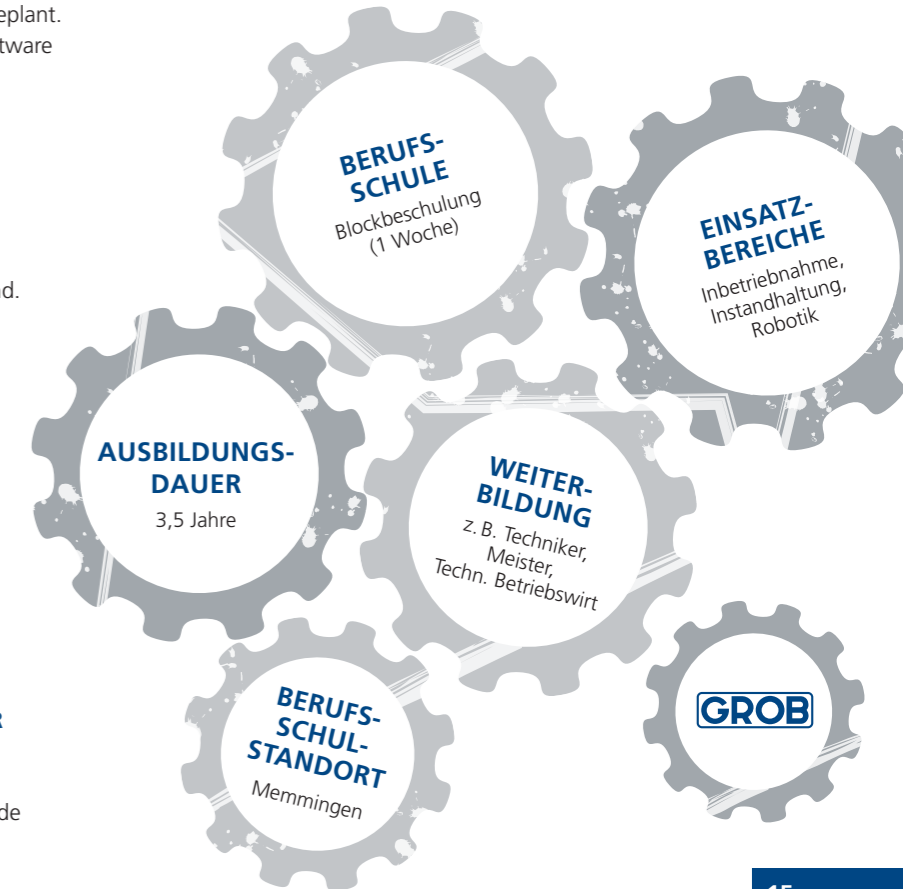 eplant.
tware
BERUFS-
SCHULE
Blockbeschulung
(1 Woche)
EINSATZ-
BEREICHE
Inbetriebnahme,
Instandhaltung,
Robotik
d.
AUSBILDUNGS-
DAUER
3,5 Jahre
WEITER-
BILDUNG
z. B. Techniker,
Meister,
Techn. Betriebswirt
BERUFS-
SCHUL-
STANDORT
Memmingen
GROB
R
de
15